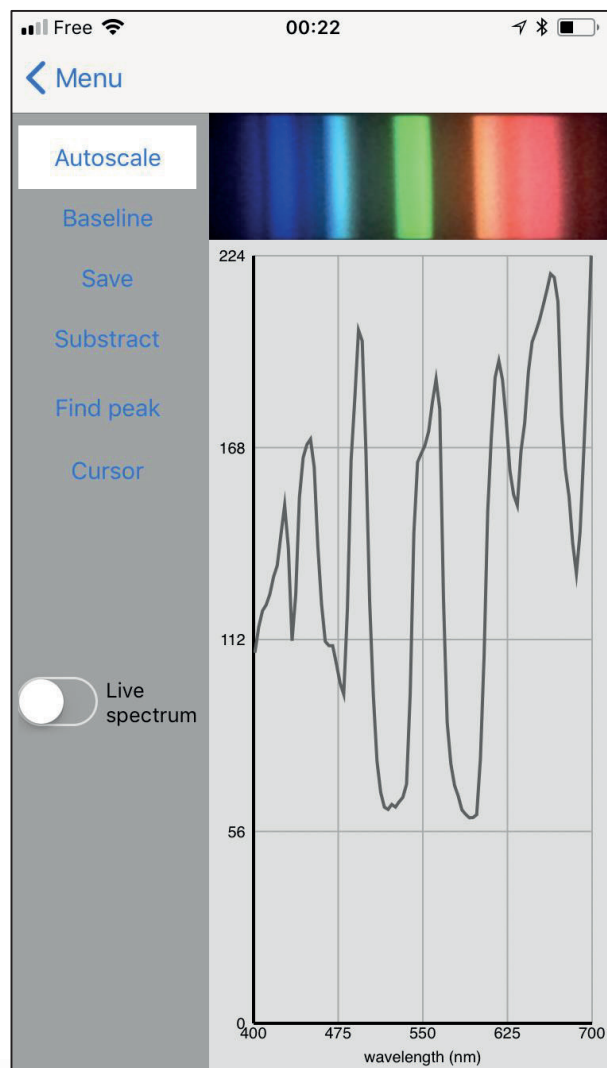 Free 00:22
Menu
Autoscale
Baseline
Save
Substract
Find peak
Cursor
Live
spectrum
224
168
112
56
0
400 475 550 625 700
wavelength (nm)